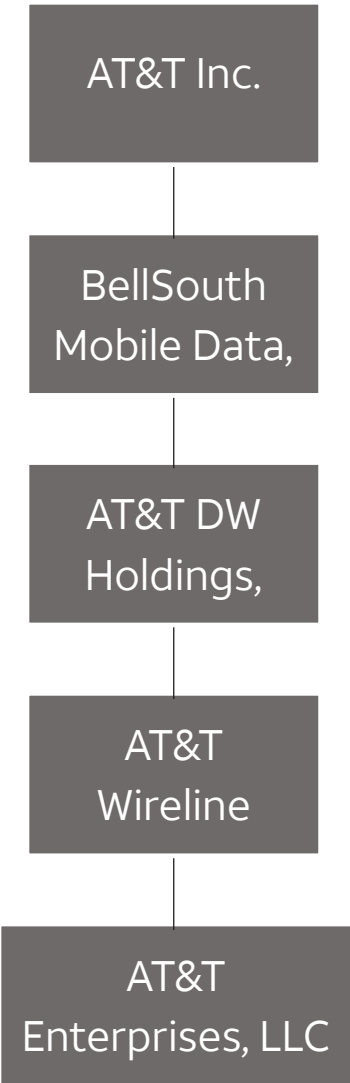 AT&T Inc.
BellSouth
Mobile Data,
AT&T DW
Holdings,
AT&T
Wireline
AT&T
Enterprises, LLC